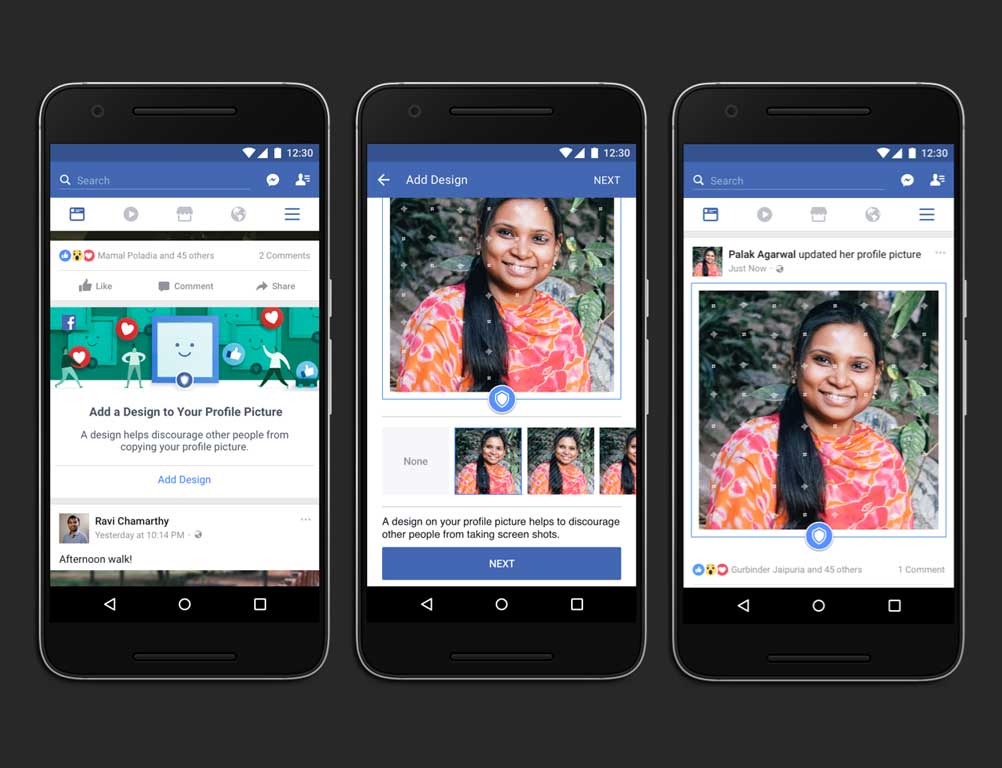 12:30
Search
Mamal Poladia and 45 others 2 Comments
Like Comment Share
f
Add a Design to Your Profile Picture
A design helps discourage other people from
copying your profile picture.
Add Design
Ravi Chamarthy
Yesterday at 10:14 PM ·
Afternoon walk!
12:30
Add Design NEXT
None
A design on your profile picture helps to discourage
other people from taking screen shots.
NEXT
12:30
Search
Palak Agarwal updated her profile picture
Just Now ·
Gurbinder Jaipuria and 45 others 1 Comment